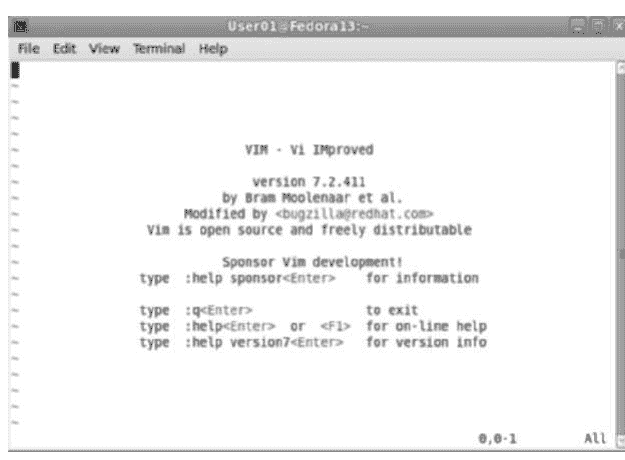 User01@Fedora13:~
File Edit View Terminal Help
~
~
~
~
~ VIM - Vi IMproved
~
~ version 7.2.411
~ by Bram Moolenaar et al.
~ Modified by <bugzilla@redhat.com>
~ Vim is open source and freely distributable
~
~ Sponsor Vim development!
~ type :help sponsor<Enter> for information
~
~ type :q<Enter> to exit
~ type :help<Enter> or <F1> for on-line help
~ type :help version7<Enter> for version info
~
~
~
~
~
0,0-1 All